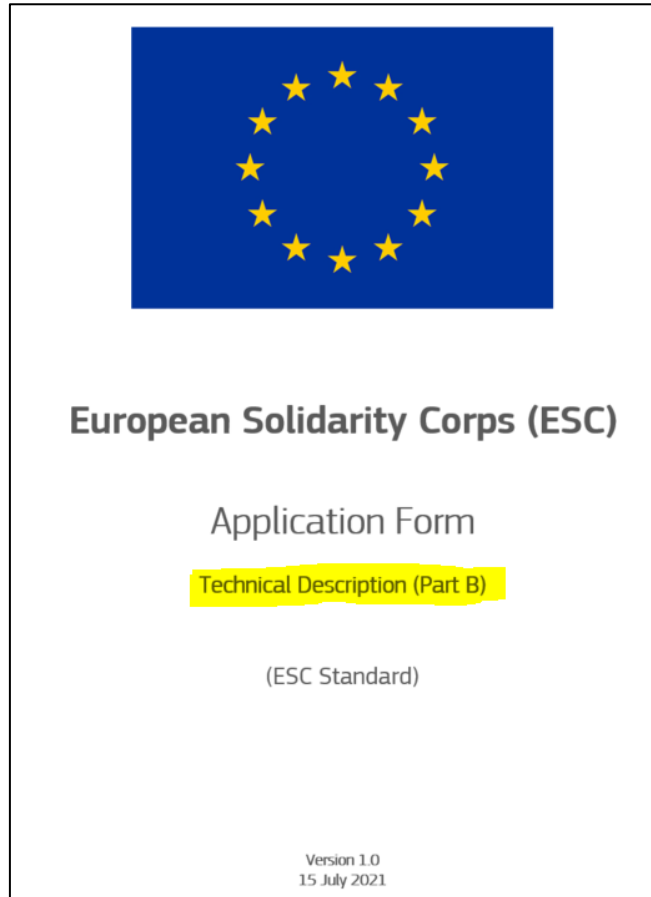 European Solidarity Corps (ESC)
Application Form
Technical Description (Part B)
(ESC Standard)
Version 1.0
15 July 2021